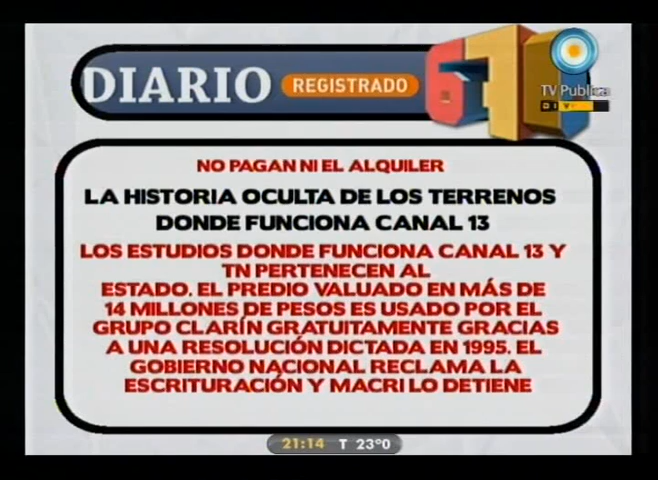 DIARIO REGISTRADO
678
TV Pública
NO PAGAN NI EL ALQUILER
LA HISTORIA OCULTA DE LOS TERRENOS
DONDE FUNCIONA CANAL 13
LOS ESTUDIOS DONDE FUNCIONA CANAL 13 Y
TN PERTENECEN AL
ESTADO. EL PREDIO VALUADO EN MÁS DE
14 MILLONES DE PESOS ES USADO POR EL
GRUPO CLARÍN GRATUITAMENTE GRACIAS
A UNA RESOLUCIÓN DICTADA EN 1995. EL
GOBIERNO NACIONAL RECLAMA LA
ESCRITURACIÓN Y MACRI LO DETIENE
21:14 T 23º0